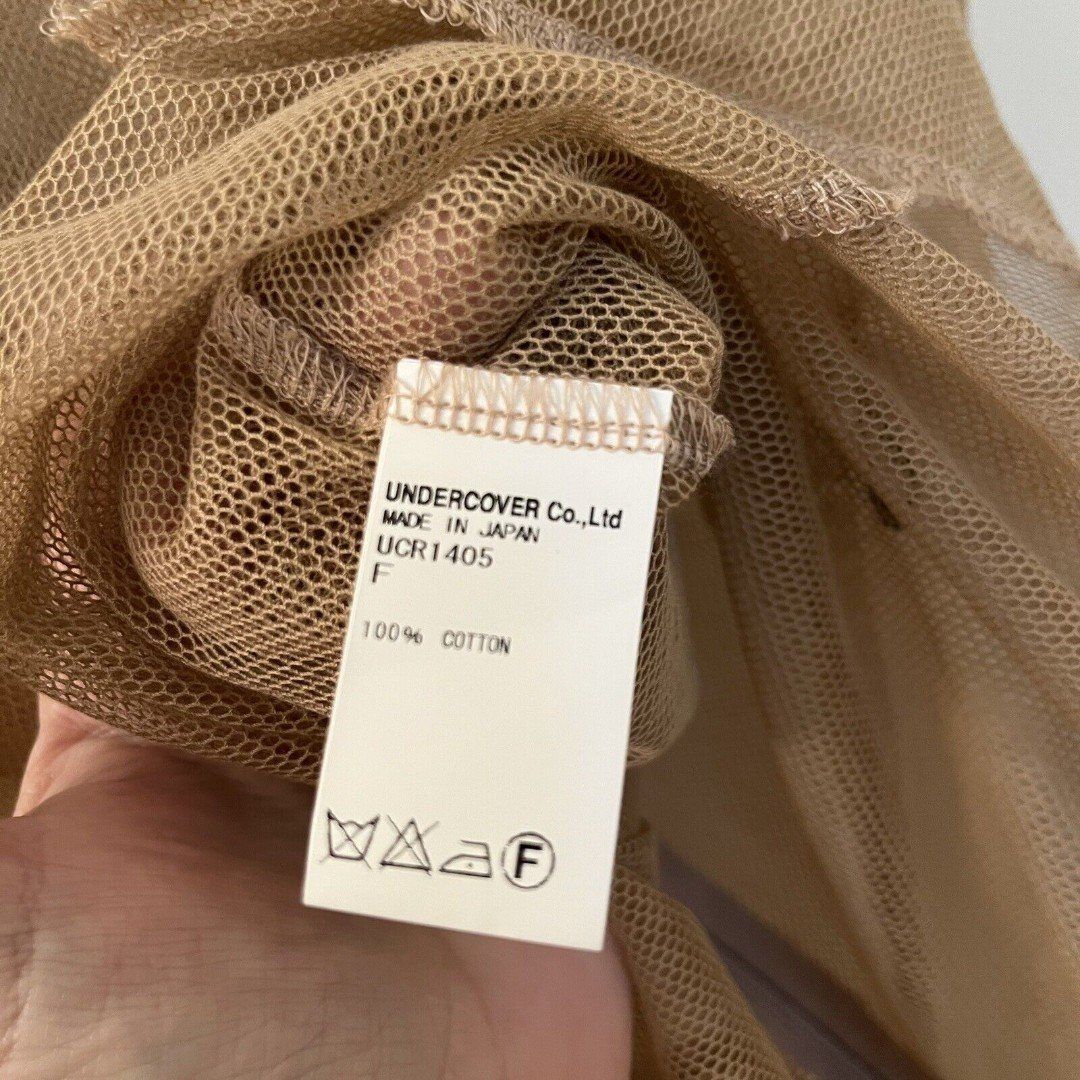 UNDERCOVER Co.,Ltd
MADE IN JAPAN
UCR1405
F
100% COTTON
F